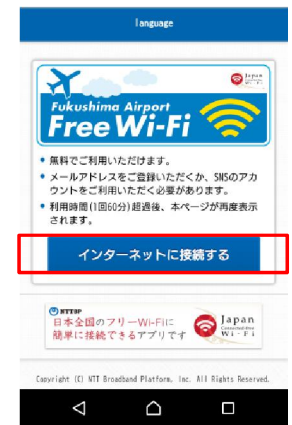 language
Japan
Fukushima Airport
Free Wi-Fi
• 無料でご利用いただけます。
• メールアドレスをご登録いただくか、SNSのアカ
ウントをご利用いただく必要があります。
• 利用時間(1回60分)超過後、本ページが再度表示
されます。
インターネットに接続する
NTTBP
日本全国のフリーWi-Fiに
簡単に接続できるアプリです
Japan
Connected-free
Wi-Fi
Copyright (C) NTT Broadband Platform, Inc. All Rights Reserved.